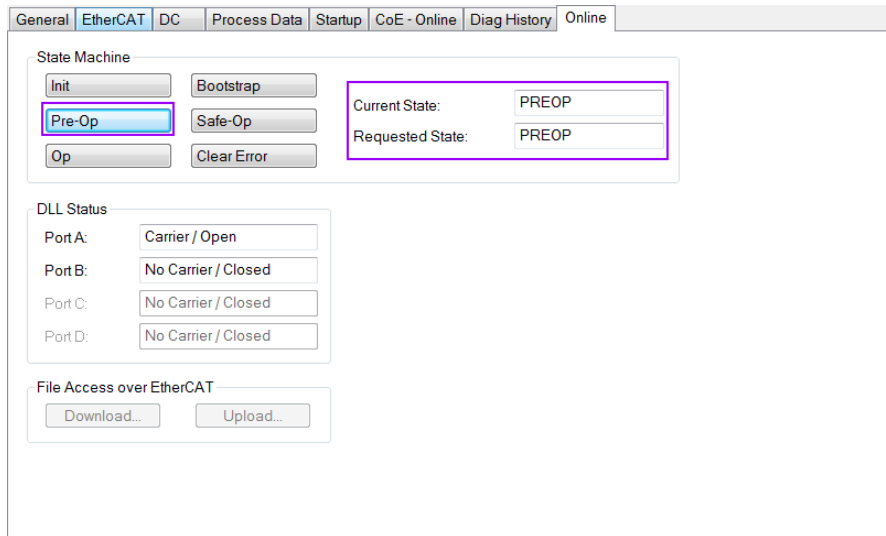 General EtherCAT DC Process Data Startup CoE - Online Diag History Online
State Machine
Init Bootstrap
Current State: PREOP
Pre-Op Safe-Op
Requested State: PREOP
Op Clear Error
DLL Status
Port A: Carrier / Open
Port B: No Carrier / Closed
Port C: No Carrier / Closed
Port D: No Carrier / Closed
File Access over EtherCAT
Download... Upload...